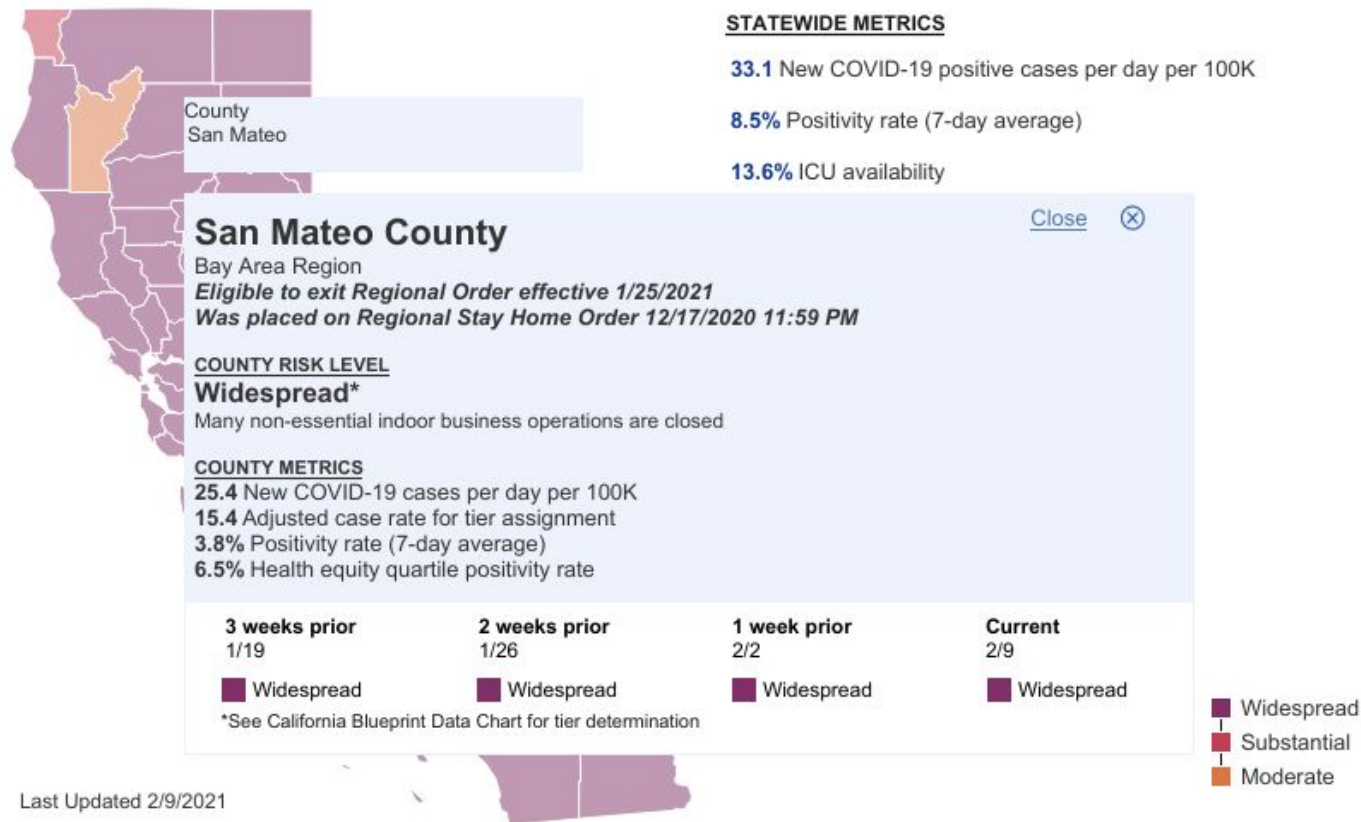 STATEWIDE METRICS
33.1 New COVID-19 positive cases per day per 100K
8.5% Positivity rate (7-day average)
13.6% ICU availability
County
San Mateo
San Mateo County
Close
Bay Area Region
Eligible to exit Regional Order effective 1/25/2021
Was placed on Regional Stay Home Order 12/17/2020 11:59 PM
COUNTY RISK LEVEL
Widespread*
Many non-essential indoor business operations are closed
COUNTY METRICS
25.4 New COVID-19 cases per day per 100K
15.4 Adjusted case rate for tier assignment
3.8% Positivity rate (7-day average)
6.5% Health equity quartile positivity rate
3 weeks prior 2 weeks prior 1 week prior Current
1/19 1/26 2/2 2/9
Widespread Widespread Widespread Widespread
*See California Blueprint Data Chart for tier determination
Widespread
Substantial
Moderate
Last Updated 2/9/2021